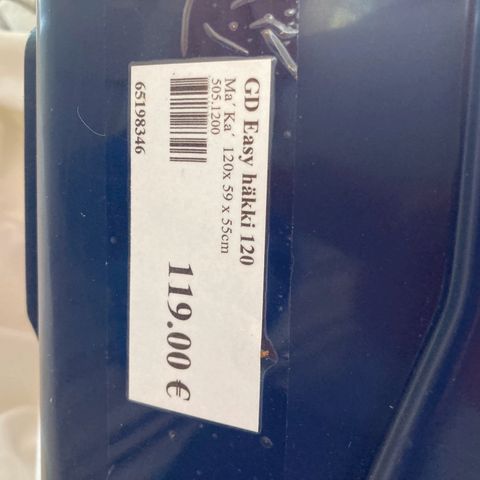 GD Easy häkki 120
Ma´ Ka´ 120x 59 x 55cm
505.1200
65198346
119.00 €